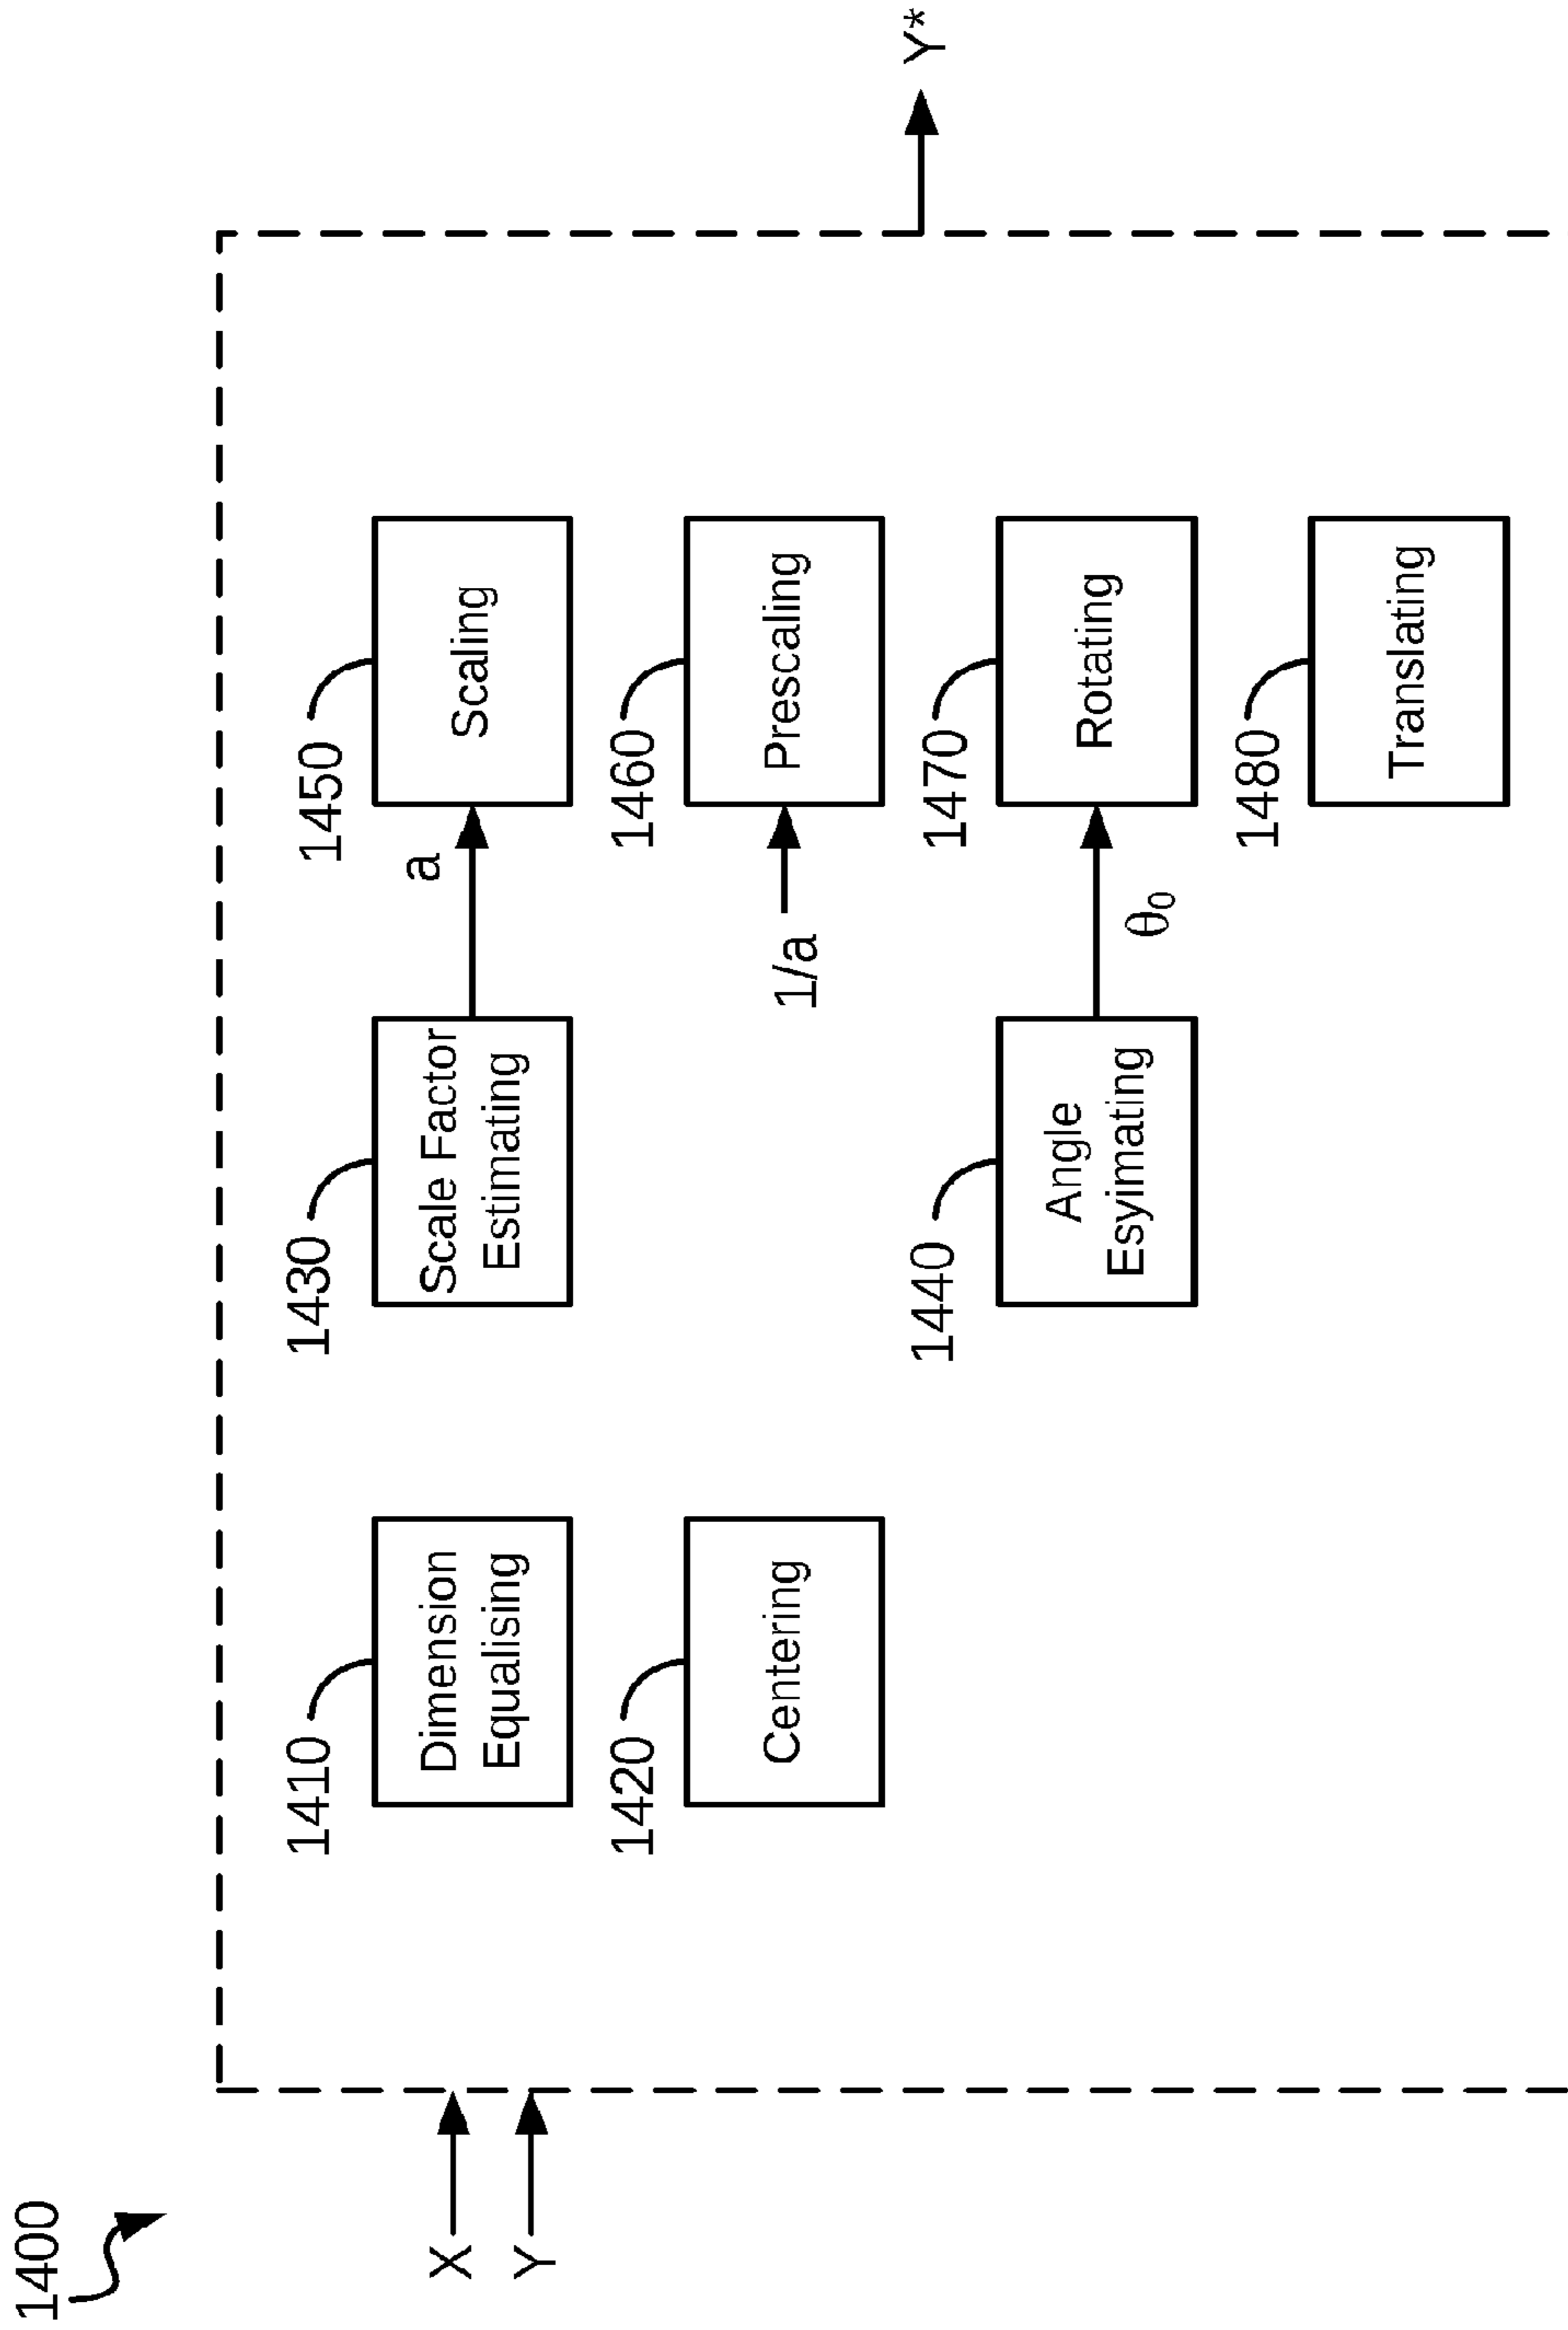 1400
X
Y
1410
Dimension
Equalising
1420
Centering
1430
Scale Factor
Estimating
a
1450
Scaling
1/a
1460
Prescaling
1440
Angle
Esyimating
θ₀
1470
Rotating
1480
Translating
Y*